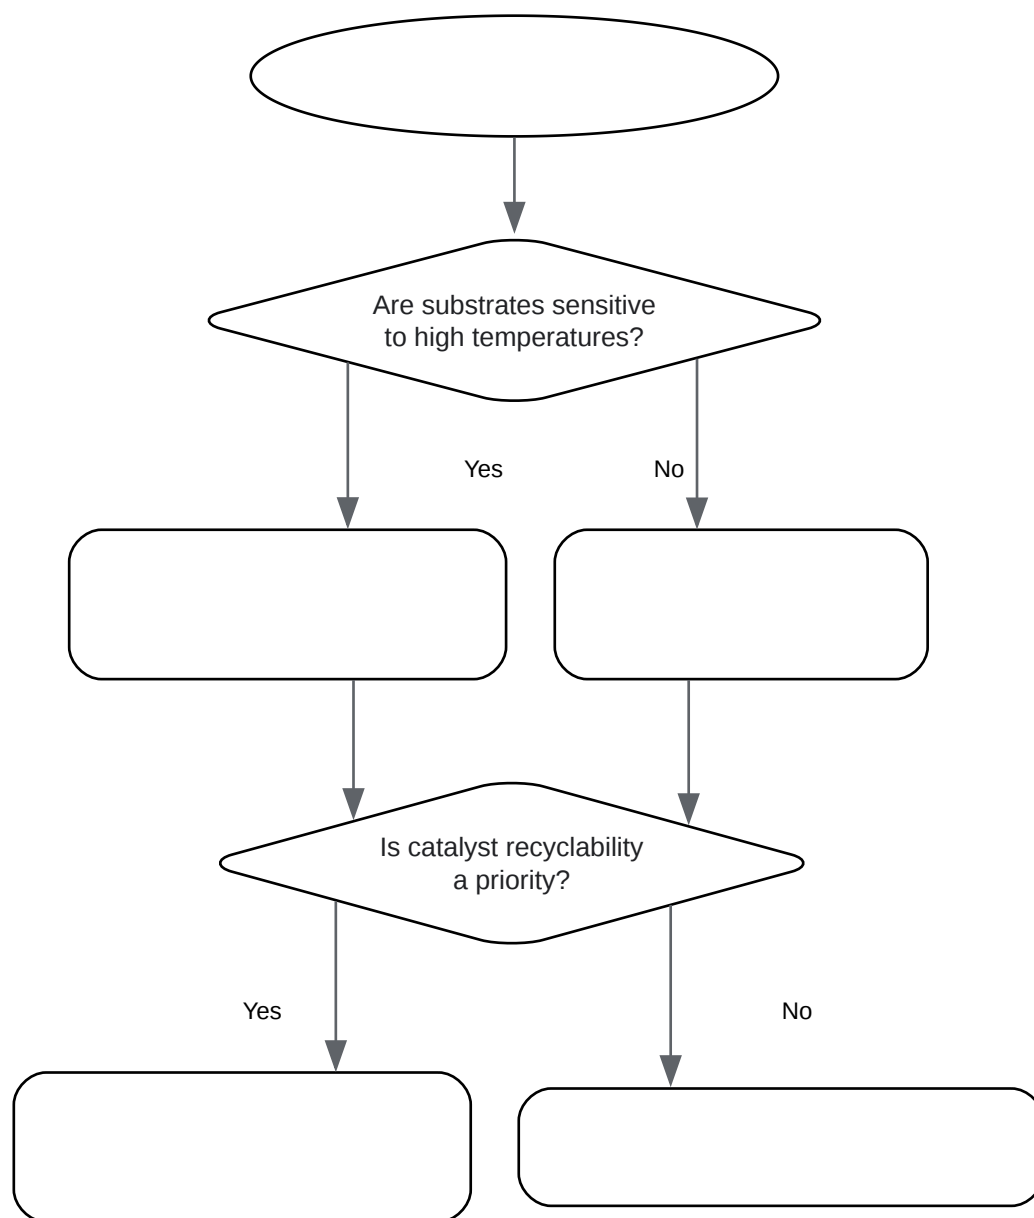 Are substrates sensitive
to high temperatures?
Yes
No
Is catalyst recyclability
a priority?
Yes
No